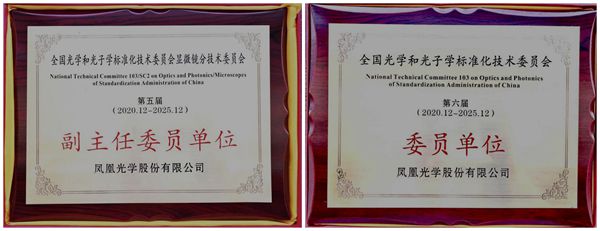 全国光学和光子学标准化技术委员会显微镜分技术委员会
National Technical Committee 103/SC2 on Optics and Photonics/Microscopes
of Standardization Administration of China
第五届
(2020.12-2025.12)
副主任委员单位
凤凰光学股份有限公司
全国光学和光子学标准化技术委员会
National Technical Committee 103 on Optics and Photonics
of Standardization Administration of China
第六届
(2020.12-2025.12)
委员单位
凤凰光学股份有限公司